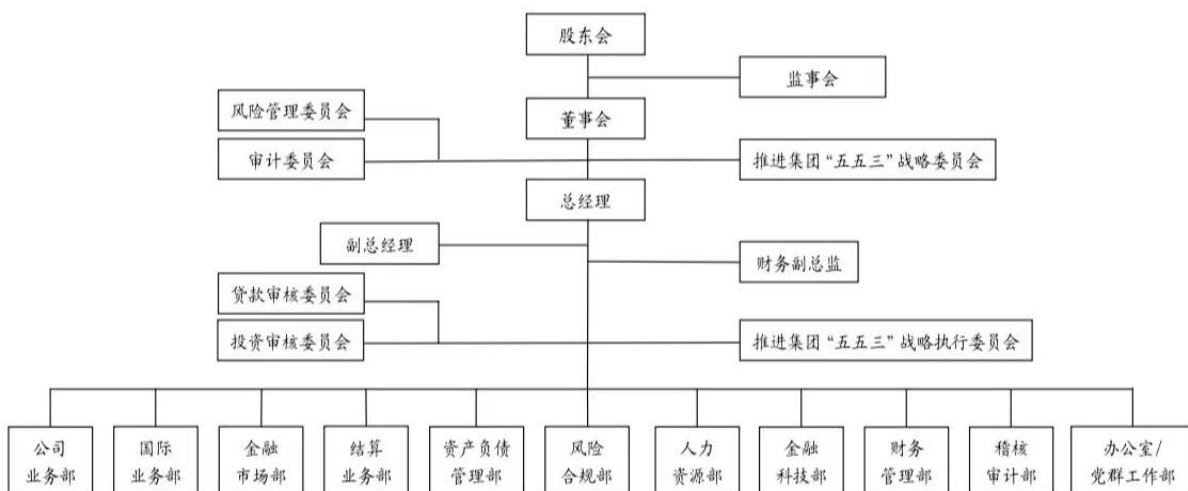 股东会
监事会
风险管理委员会
董事会
审计委员会
推进集团“五五三”战略委员会
总经理
副总经理
财务副总监
贷款审核委员会
投资审核委员会
推进集团“五五三”战略执行委员会
公司
业务部
国际
业务部
金融
市场部
结算
业务部
资产负债
管理部
风险
合规部
人力
资源部
金融
科技部
财务
管理部
稽核
审计部
办公室/
党群工作部